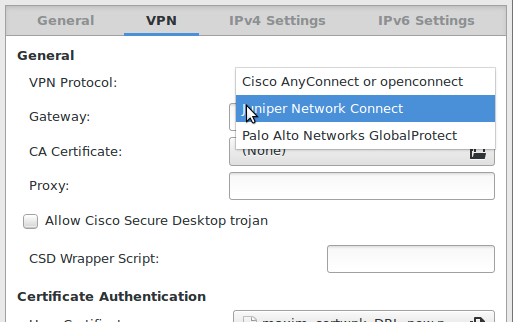 General VPN IPv4 Settings IPv6 Settings
General
VPN Protocol:
Cisco AnyConnect or openconnect
Juniper Network Connect
Palo Alto Networks GlobalProtect
Gateway:
CA Certificate: (None)
Proxy:
Allow Cisco Secure Desktop trojan
CSD Wrapper Script:
Certificate Authentication